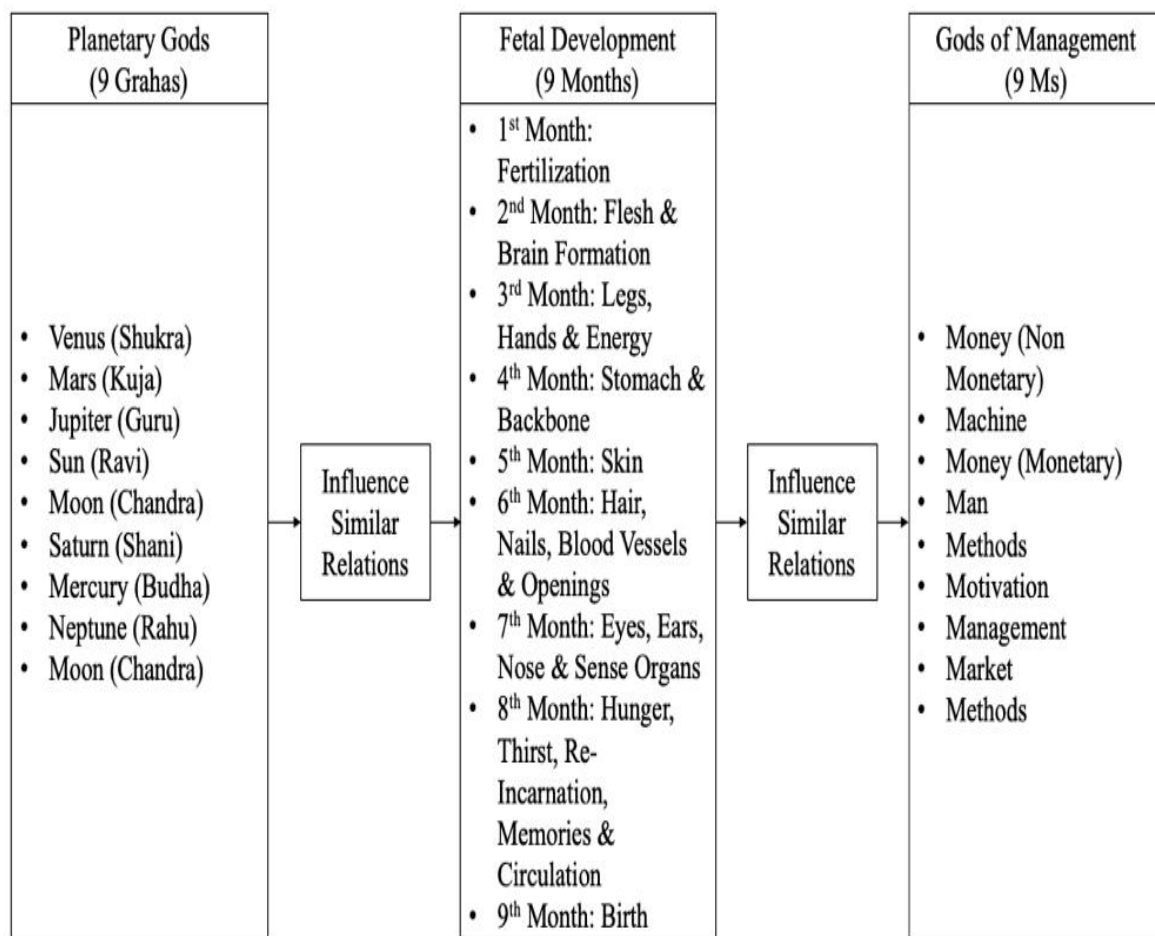 Planetary Gods
(9 Grahas)
• Venus (Shukra)
• Mars (Kuja)
• Jupiter (Guru)
• Sun (Ravi)
• Moon (Chandra)
• Saturn (Shani)
• Mercury (Budha)
• Neptune (Rahu)
• Moon (Chandra)
Influence
Similar
Relations
Fetal Development
(9 Months)
• 1st Month:
Fertilization
• 2nd Month: Flesh &
Brain Formation
• 3rd Month: Legs,
Hands & Energy
• 4th Month: Stomach &
Backbone
• 5th Month: Skin
• 6th Month: Hair,
Nails, Blood Vessels
& Openings
• 7th Month: Eyes, Ears,
Nose & Sense Organs
• 8th Month: Hunger,
Thirst, Re-
Incarnation,
Memories &
Circulation
• 9th Month: Birth
Influence
Similar
Relations
Gods of Management
(9 Ms)
• Money (Non
Monetary)
• Machine
• Money (Monetary)
• Man
• Methods
• Motivation
• Management
• Market
• Methods